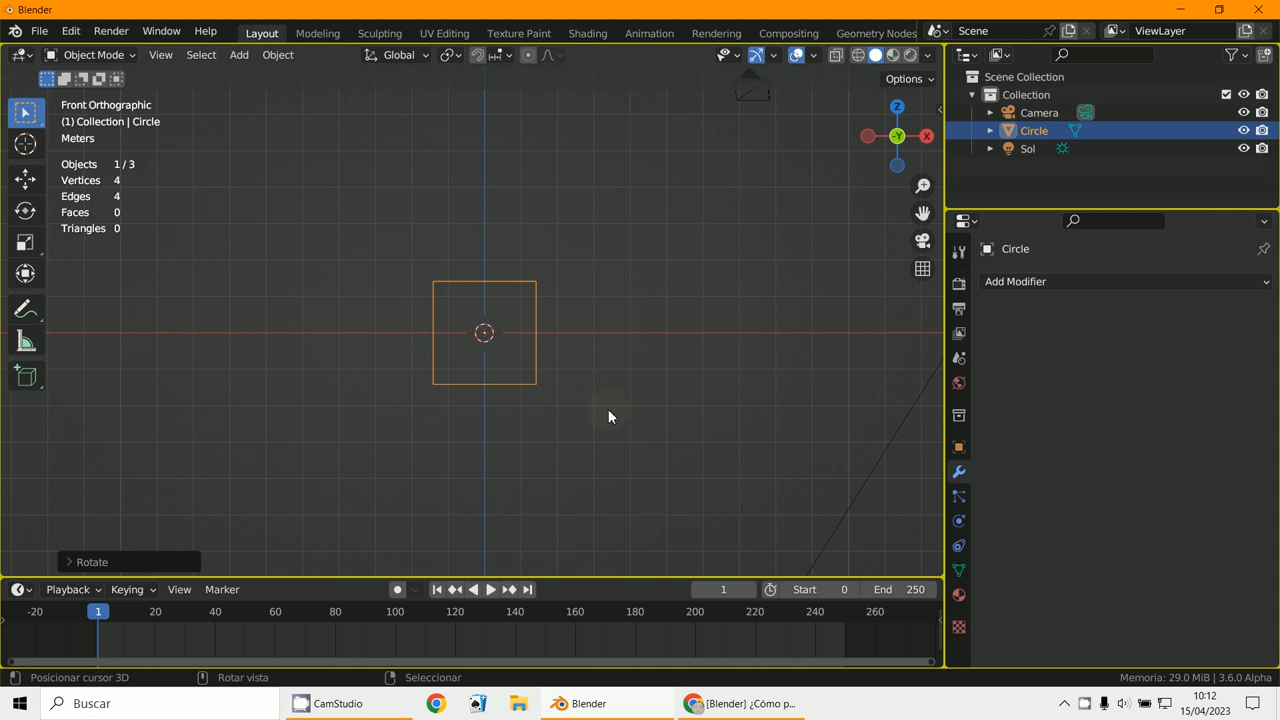 Blender
File Edit Render Window Help
Layout Modeling Sculpting UV Editing Texture Paint Shading Animation Rendering Compositing Geometry Nodes
Scene
ViewLayer
Object Mode View Select Add Object
Global
Options
Front Orthographic
(1) Collection | Circle
Meters
Objects 1 / 3
Vertices 4
Edges 4
Faces 0
Triangles 0
Z
-Y
X
Scene Collection
Collection
Camera
Circle
Sol
Circle
Add Modifier
Rotate
Playback Keying View Marker
1
Start 0
End 250
-20 1 20 40 60 80 100 120 140 160 180 200 220 240 260
Posicionar cursor 3D
Rotar vista
Seleccionar
Memoria: 29.0 MiB | 3.6.0 Alpha
Buscar
CamStudio
Blender
[Blender] ¿Cómo p...
10:12
15/04/2023